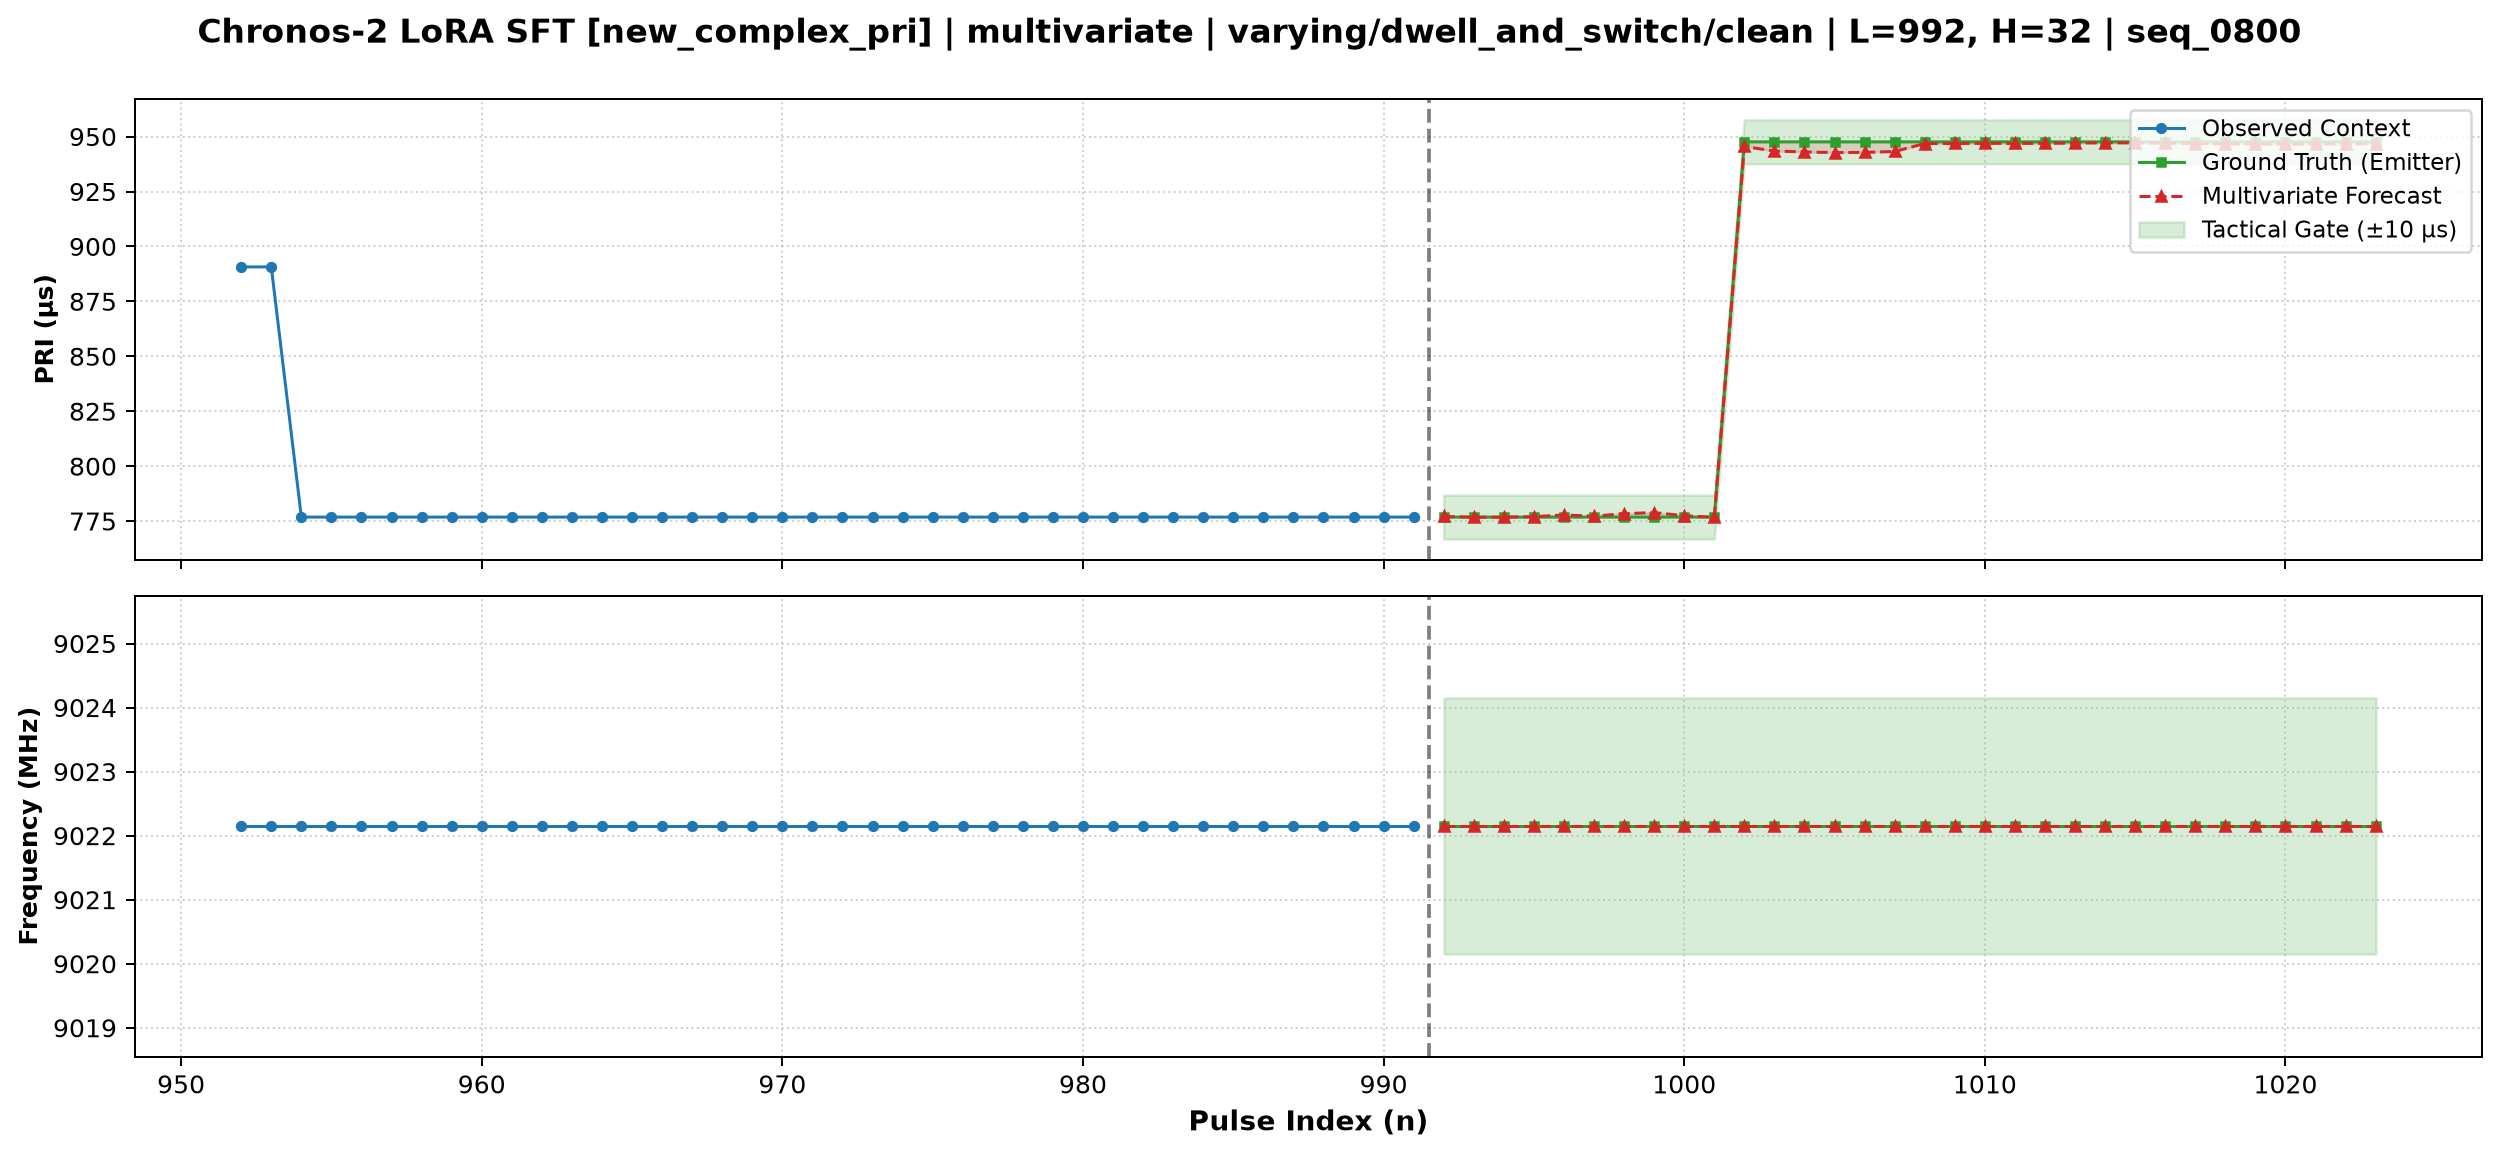 Chronos-2 LoRA SFT [new_complex_pri] | multivariate | varying/dwell_and_switch/clean | L=992, H=32 | seq_0800
PRI (µs)
950
925
900
875
850
825
800
775
Observed Context
Ground Truth (Emitter)
Multivariate Forecast
Tactical Gate (±10 µs)
Frequency (MHz)
9025
9024
9023
9022
9021
9020
9019
950 960 970 980 990 1000 1010 1020
Pulse Index (n)